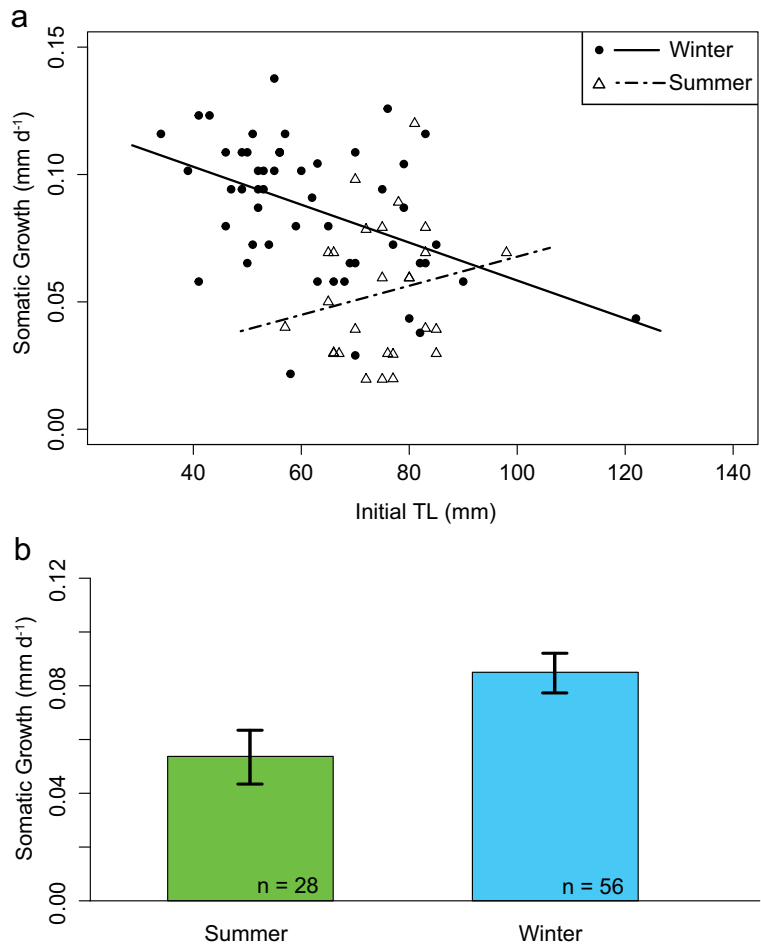 a
Somatic Growth (mm d-1)
0.15
0.10
0.05
0.00
Winter
Summer
40 60 80 100 120 140
Initial TL (mm)
b
Somatic Growth (mm d-1)
0.12
0.08
0.04
0.00
n = 28
n = 56
Summer
Winter